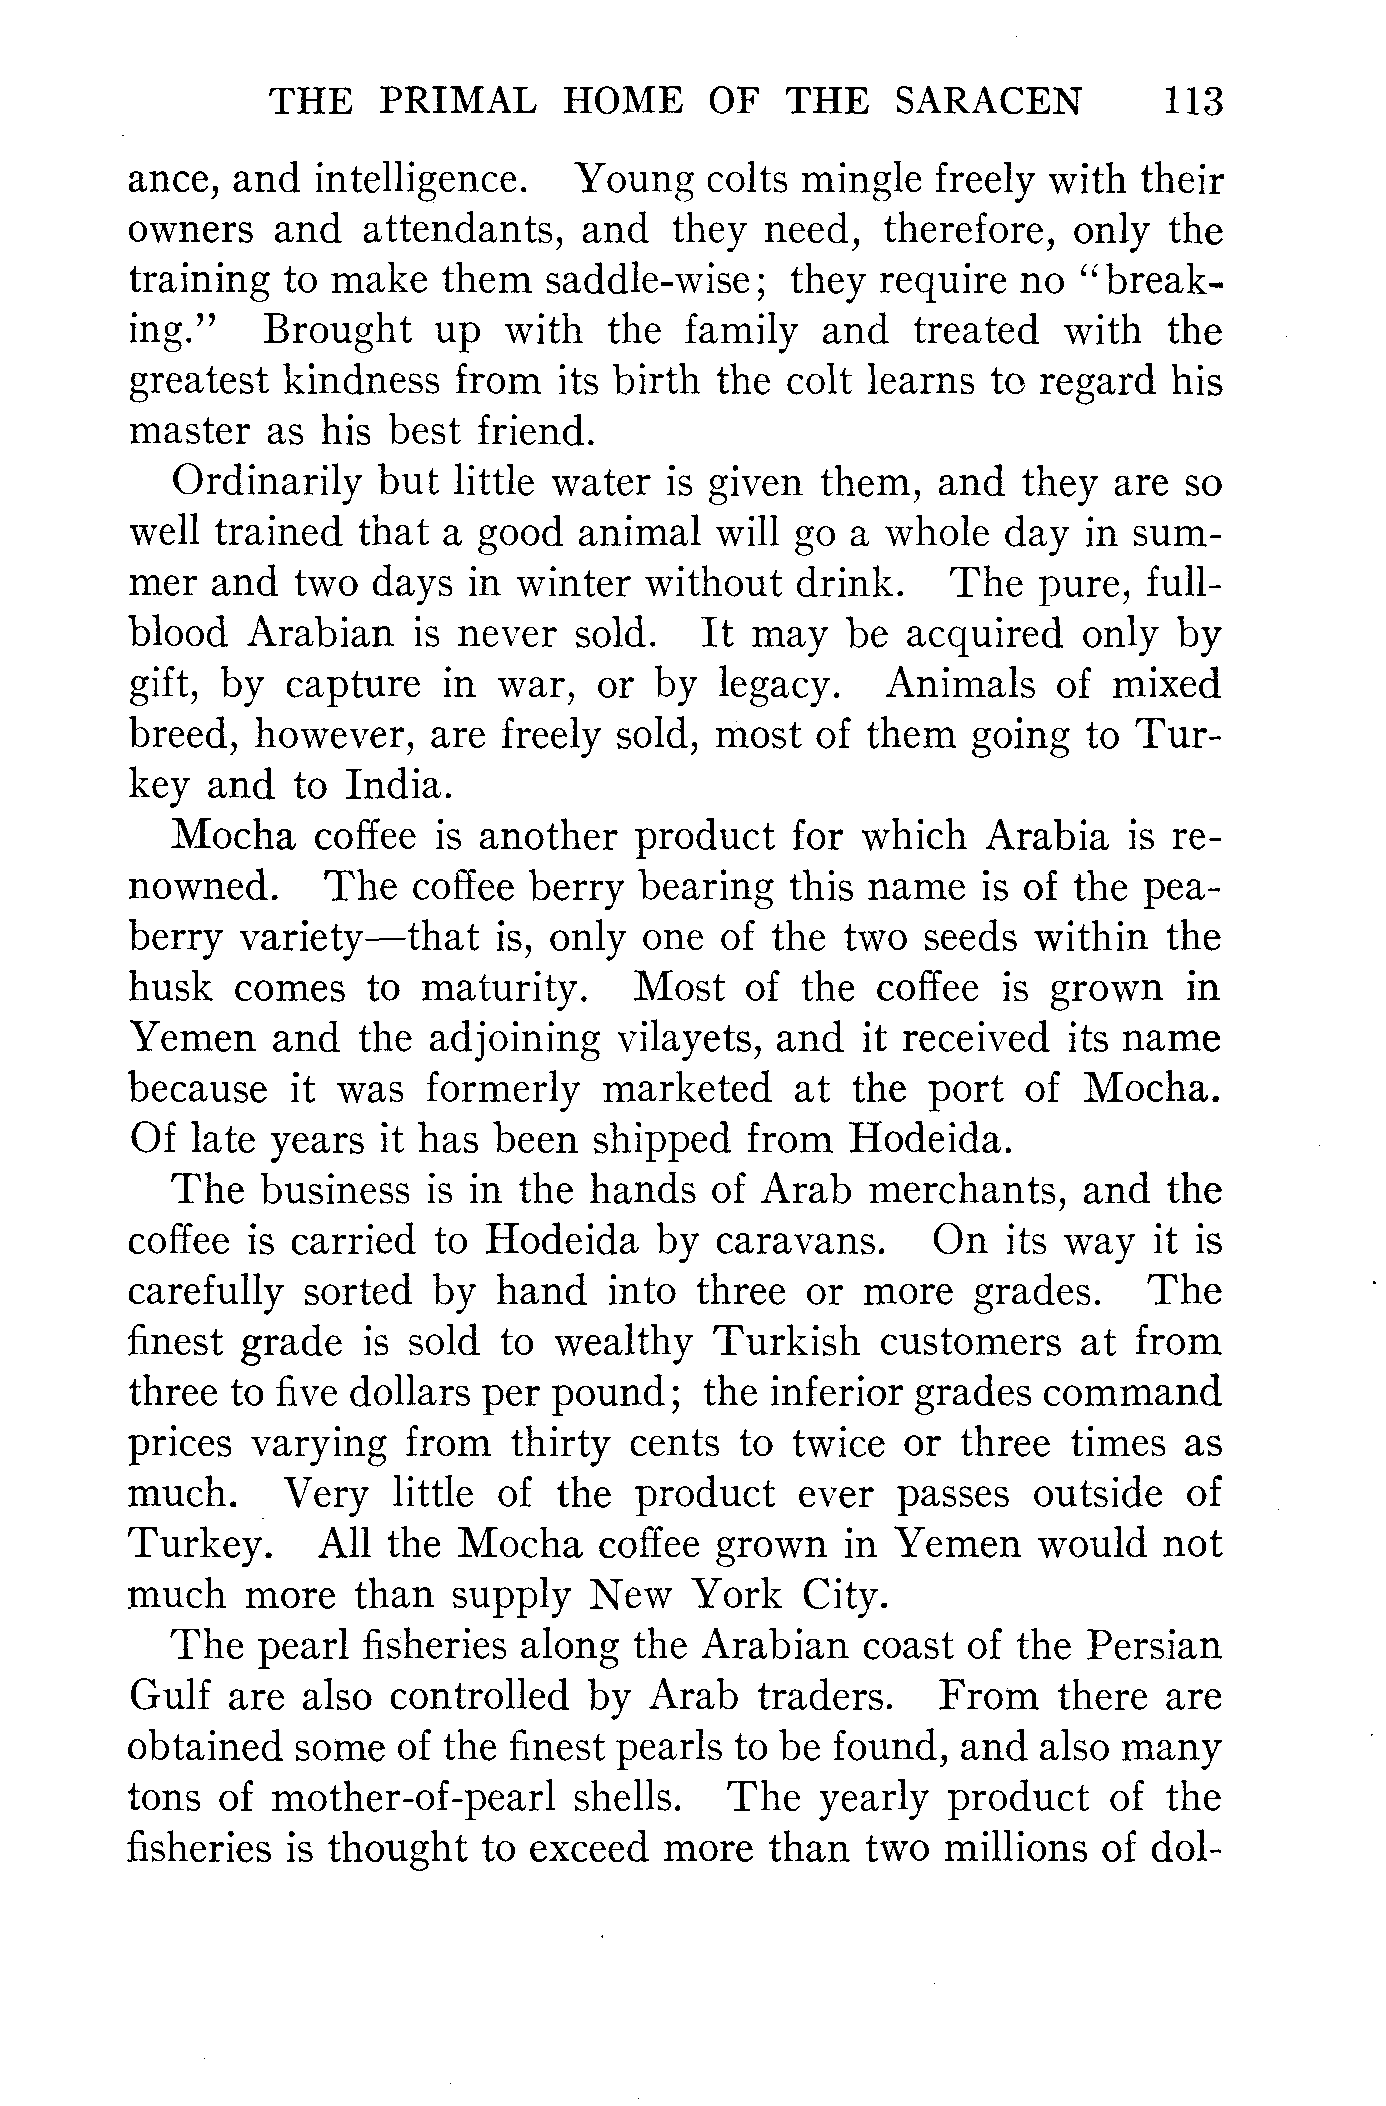 THE PRIMAL HOME OF THE SARACEN 113
ance, and intelligence. Young colts mingle freely with their
owners and attendants, and they need, therefore, only the
training to make them saddle-wise; they require no “break-
ing.” Brought up with the family and treated with the
greatest kindness from its birth the colt learns to regard his
master as his best friend.
Ordinarily but little water is given them, and they are so
well trained that a good animal will go a whole day in sum-
mer and two days in winter without drink. The pure, full-
blood Arabian is never sold. It may be acquired only by
gift, by capture in war, or by legacy. Animals of mixed
breed, however, are freely sold, most of them going to Tur-
key and to India.
Mocha coffee is another product for which Arabia is re-
nowned. The coffee berry bearing this name is of the pea-
berry variety—that is, only one of the two seeds within the
husk comes to maturity. Most of the coffee is grown in
Yemen and the adjoining vilayets, and it received its name
because it was formerly marketed at the port of Mocha.
Of late years it has been shipped from Hodeida.
The business is in the hands of Arab merchants, and the
coffee is carried to Hodeida by caravans. On its way it is
carefully sorted by hand into three or more grades. The
finest grade is sold to wealthy Turkish customers at from
three to five dollars per pound; the inferior grades command
prices varying from thirty cents to twice or three times as
much. Very little of the product ever passes outside of
Turkey. All the Mocha coffee grown in Yemen would not
much more than supply New York City.
The pearl fisheries along the Arabian coast of the Persian
Gulf are also controlled by Arab traders. From there are
obtained some of the finest pearls to be found, and also many
tons of mother-of-pearl shells. The yearly product of the
fisheries is thought to exceed more than two millions of dol-